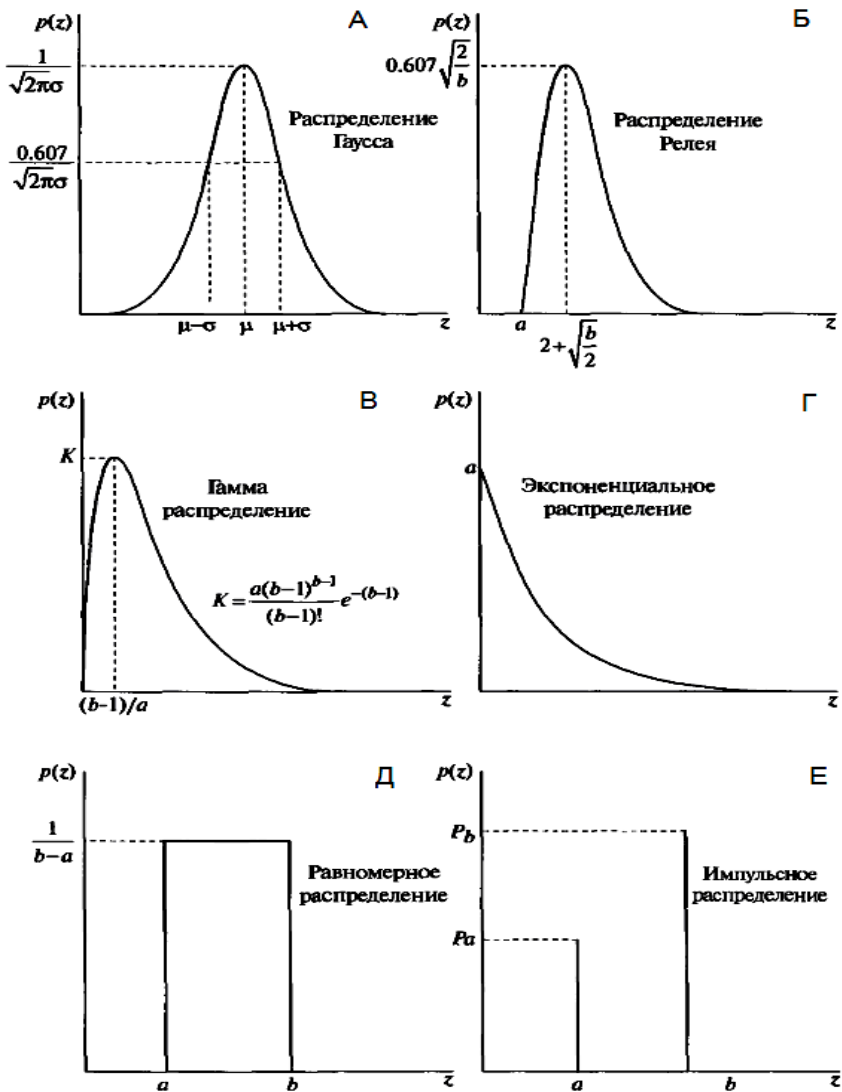 p(z)
А
1/√2πσ
0.607/√2πσ
Распределение
Гаусса
μ−σ μ μ+σ z
p(z)
Б
0.607√2/b
Распределение
Релея
a z
2+√b/2
p(z)
В
K
Гамма
распределение
K=a(b−1)^b−1/(b−1)! e^−(b−1)
(b-1)/a z
p(z)
Г
a
Экспоненциальное
распределение
z
p(z)
Д
1/b−a
Равномерное
распределение
a b z
p(z)
Е
Pb
Импульсное
распределение
Pa
a b z